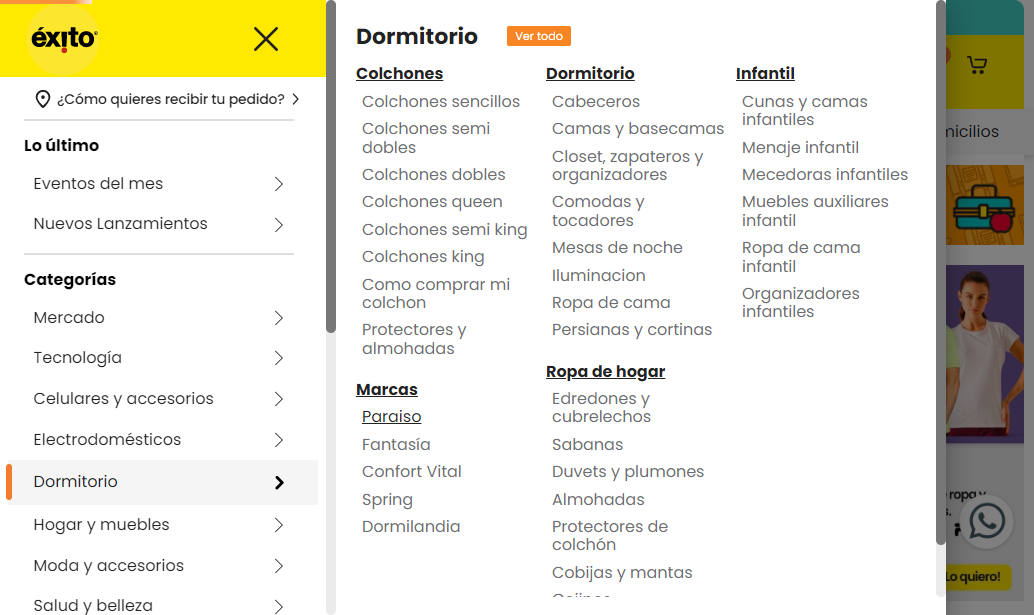 éxito
¿Cómo quieres recibir tu pedido?
Lo último
Eventos del mes
Nuevos Lanzamientos
Categorías
Mercado
Tecnología
Celulares y accesorios
Electrodomésticos
Dormitorio
Hogar y muebles
Moda y accesorios
Salud y belleza
Dormitorio
Ver todo
Colchones
Colchones sencillos
Colchones semi
dobles
Colchones dobles
Colchones queen
Colchones semi king
Colchones king
Como comprar mi
colchon
Protectores y
almohadas
Marcas
Paraiso
Fantasía
Confort Vital
Spring
Dormilandia
Dormitorio
Cabeceros
Camas y basecamas
Closet, zapateros y
organizadores
Comodas y
tocadores
Mesas de noche
Iluminacion
Ropa de cama
Persianas y cortinas
Ropa de hogar
Edredones y
cubrelechos
Sabanas
Duvets y plumones
Almohadas
Protectores de
colchón
Cobijas y mantas
Infantil
Cunas y camas
infantiles
Menaje infantil
Mecedoras infantiles
Muebles auxiliares
infantil
Ropa de cama
infantil
Organizadores
infantiles
micilios
ropa y
Lo quiero!